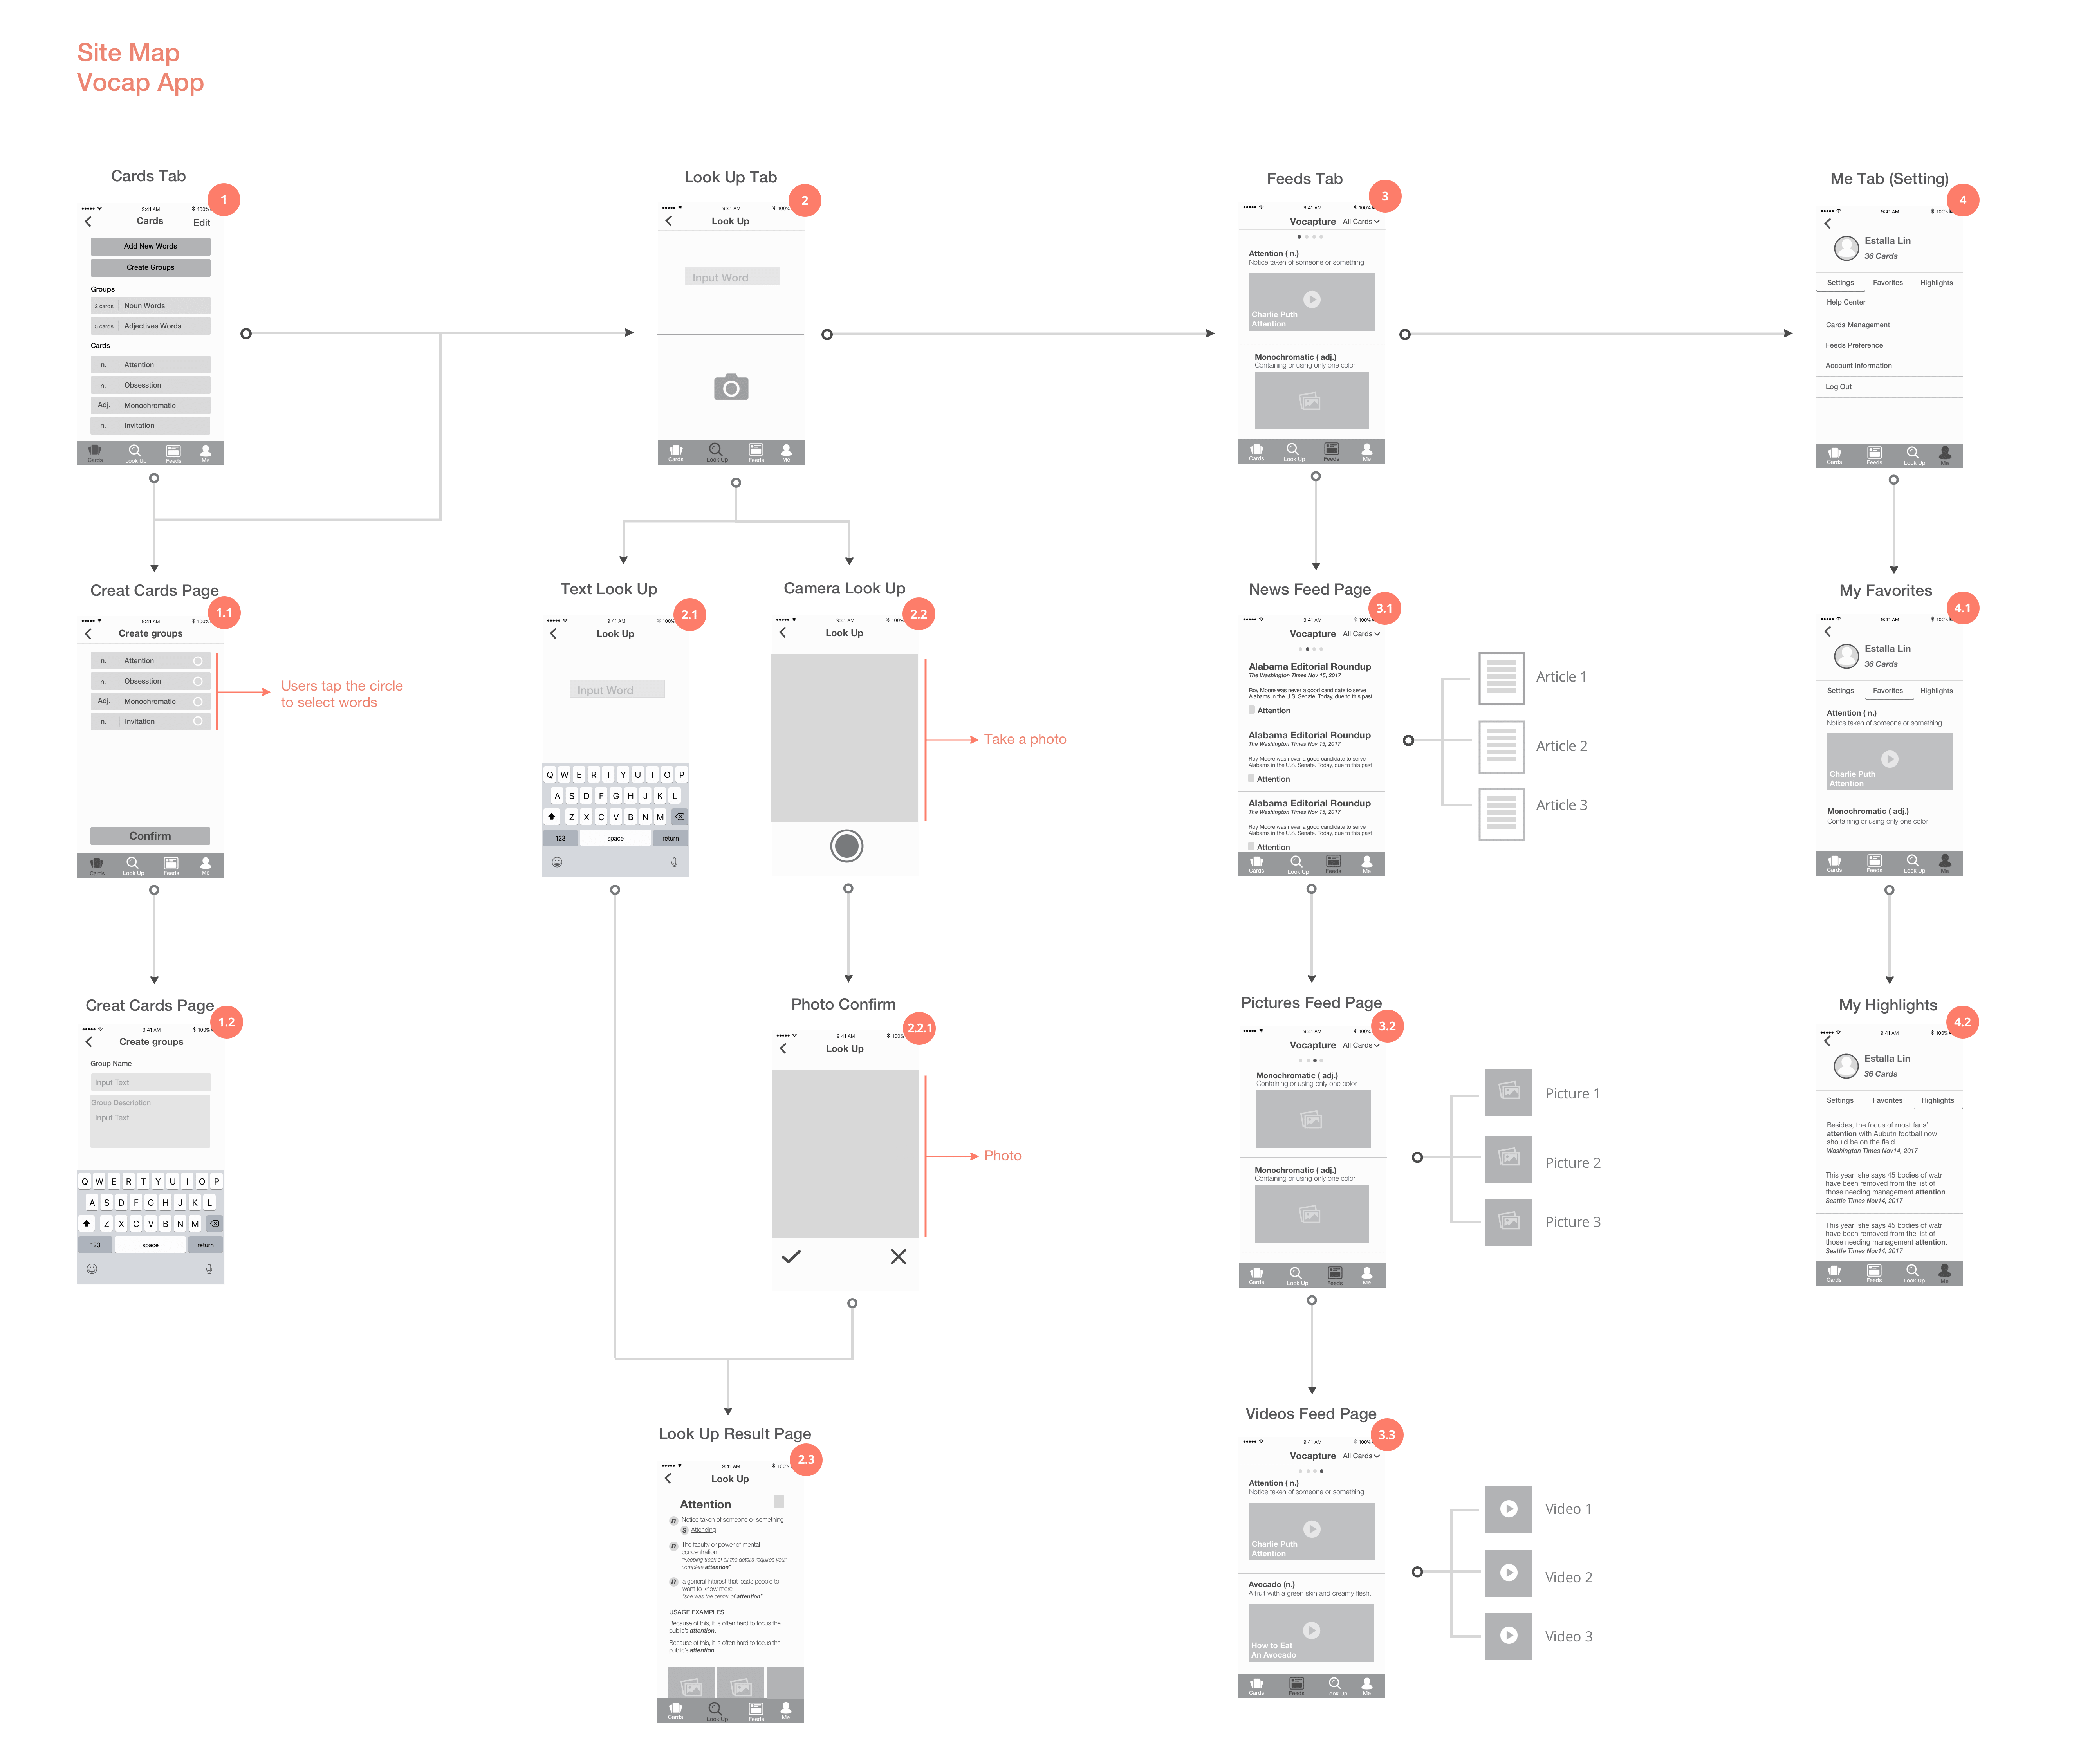 Site Map
Vocap App
Cards Tab
1
9:41 AM
100%
Cards
Edit
Add New Words
Create Groups
Groups
2 cards Noun Words
5 cards Adjectives Words
Cards
n. Attention
n. Obsesstion
Adj. Monochromatic
n. Invitation
Cards Look Up Feeds Me
Look Up Tab
2
9:41 AM
100%
Look Up
Input Word
Cards Look Up Feeds Me
Feeds Tab
3
9:41 AM
100%
Vocapture All Cards
Attention ( n.)
Notice taken of someone or something
Charlie Puth
Attention
Monochromatic ( adj.)
Containing or using only one color
Cards Look Up Feeds Me
Me Tab (Setting)
4
9:41 AM
100%
Estalla Lin
36 Cards
Settings Favorites Highlights
Help Center
Cards Management
Feeds Preference
Account Information
Log Out
Cards Feeds Look Up Me
Creat Cards Page
1.1
9:41 AM
100%
Create groups
n. Attention
n. Obsesstion
Adj. Monochromatic
n. Invitation
Confirm
Cards Look Up Feeds Me
Users tap the circle
to select words
Text Look Up
2.1
9:41 AM
100%
Look Up
Input Word
Q W E R T Y U I O P
A S D F G H J K L
Z X C V B N M
123 space return
Camera Look Up
2.2
9:41 AM
100%
Look Up
Take a photo
News Feed Page
3.1
9:41 AM
100%
Vocapture All Cards
Alabama Editorial Roundup
The Washington Times Nov 15, 2017
Roy Moore was never a good candidate to serve
Alabams in the U.S. Senate. Today, due to this past
Attention
Alabama Editorial Roundup
The Washington Times Nov 15, 2017
Roy Moore was never a good candidate to serve
Alabams in the U.S. Senate. Today, due to this past
Attention
Alabama Editorial Roundup
The Washington Times Nov 15, 2017
Roy Moore was never a good candidate to serve
Alabams in the U.S. Senate. Today, due to this past
Attention
Cards Look Up Feeds Me
Article 1
Article 2
Article 3
My Favorites
4.1
9:41 AM
100%
Estalla Lin
36 Cards
Settings Favorites Highlights
Attention ( n.)
Notice taken of someone or something
Charlie Puth
Attention
Monochromatic ( adj.)
Containing or using only one color
Cards Feeds Look Up Me
Creat Cards Page
1.2
9:41 AM
100%
Create groups
Group Name
Input Text
Group Description
Input Text
Q W E R T Y U I O P
A S D F G H J K L
Z X C V B N M
123 space return
Photo Confirm
2.2.1
9:41 AM
100%
Look Up
Photo
Pictures Feed Page
3.2
9:41 AM
100%
Vocapture All Cards
Monochromatic ( adj.)
Containing or using only one color
Monochromatic ( adj.)
Containing or using only one color
Cards Look Up Feeds Me
Picture 1
Picture 2
Picture 3
My Highlights
4.2
9:41 AM
100%
Estalla Lin
36 Cards
Settings Favorites Highlights
Besides, the focus of most fans'
attention with Aubutn football now
should be on the field.
Washington Times Nov14, 2017
This year, she says 45 bodies of watr
have been removed from the list of
those needing management attention.
Seattle Times Nov14, 2017
This year, she says 45 bodies of watr
have been removed from the list of
those needing management attention.
Seattle Times Nov14, 2017
Cards Feeds Look Up Me
Look Up Result Page
2.3
9:41 AM
100%
Look Up
Attention
n Notice taken of someone or something
S Attending
n The faculty or power of mental
concenfration
"Keeping track of all the details requires your
complete attention"
n a general interest that leads people to
want to know more
"she was the center of attention"
USAGE EXAMPLES
Because of this, it is often hard to focus the
public's attention.
Because of this, it is often hard to focus the
public's attention.
Cards Look Up Feeds Me
Videos Feed Page
3.3
9:41 AM
100%
Vocapture All Cards
Attention ( n.)
Notice taken of someone or something
Charlie Puth
Attention
Avocado (n.)
A fruit with a green skin and creamy flesh.
How to Eat
An Avocado
Cards Feeds Look Up Me
Video 1
Video 2
Video 3